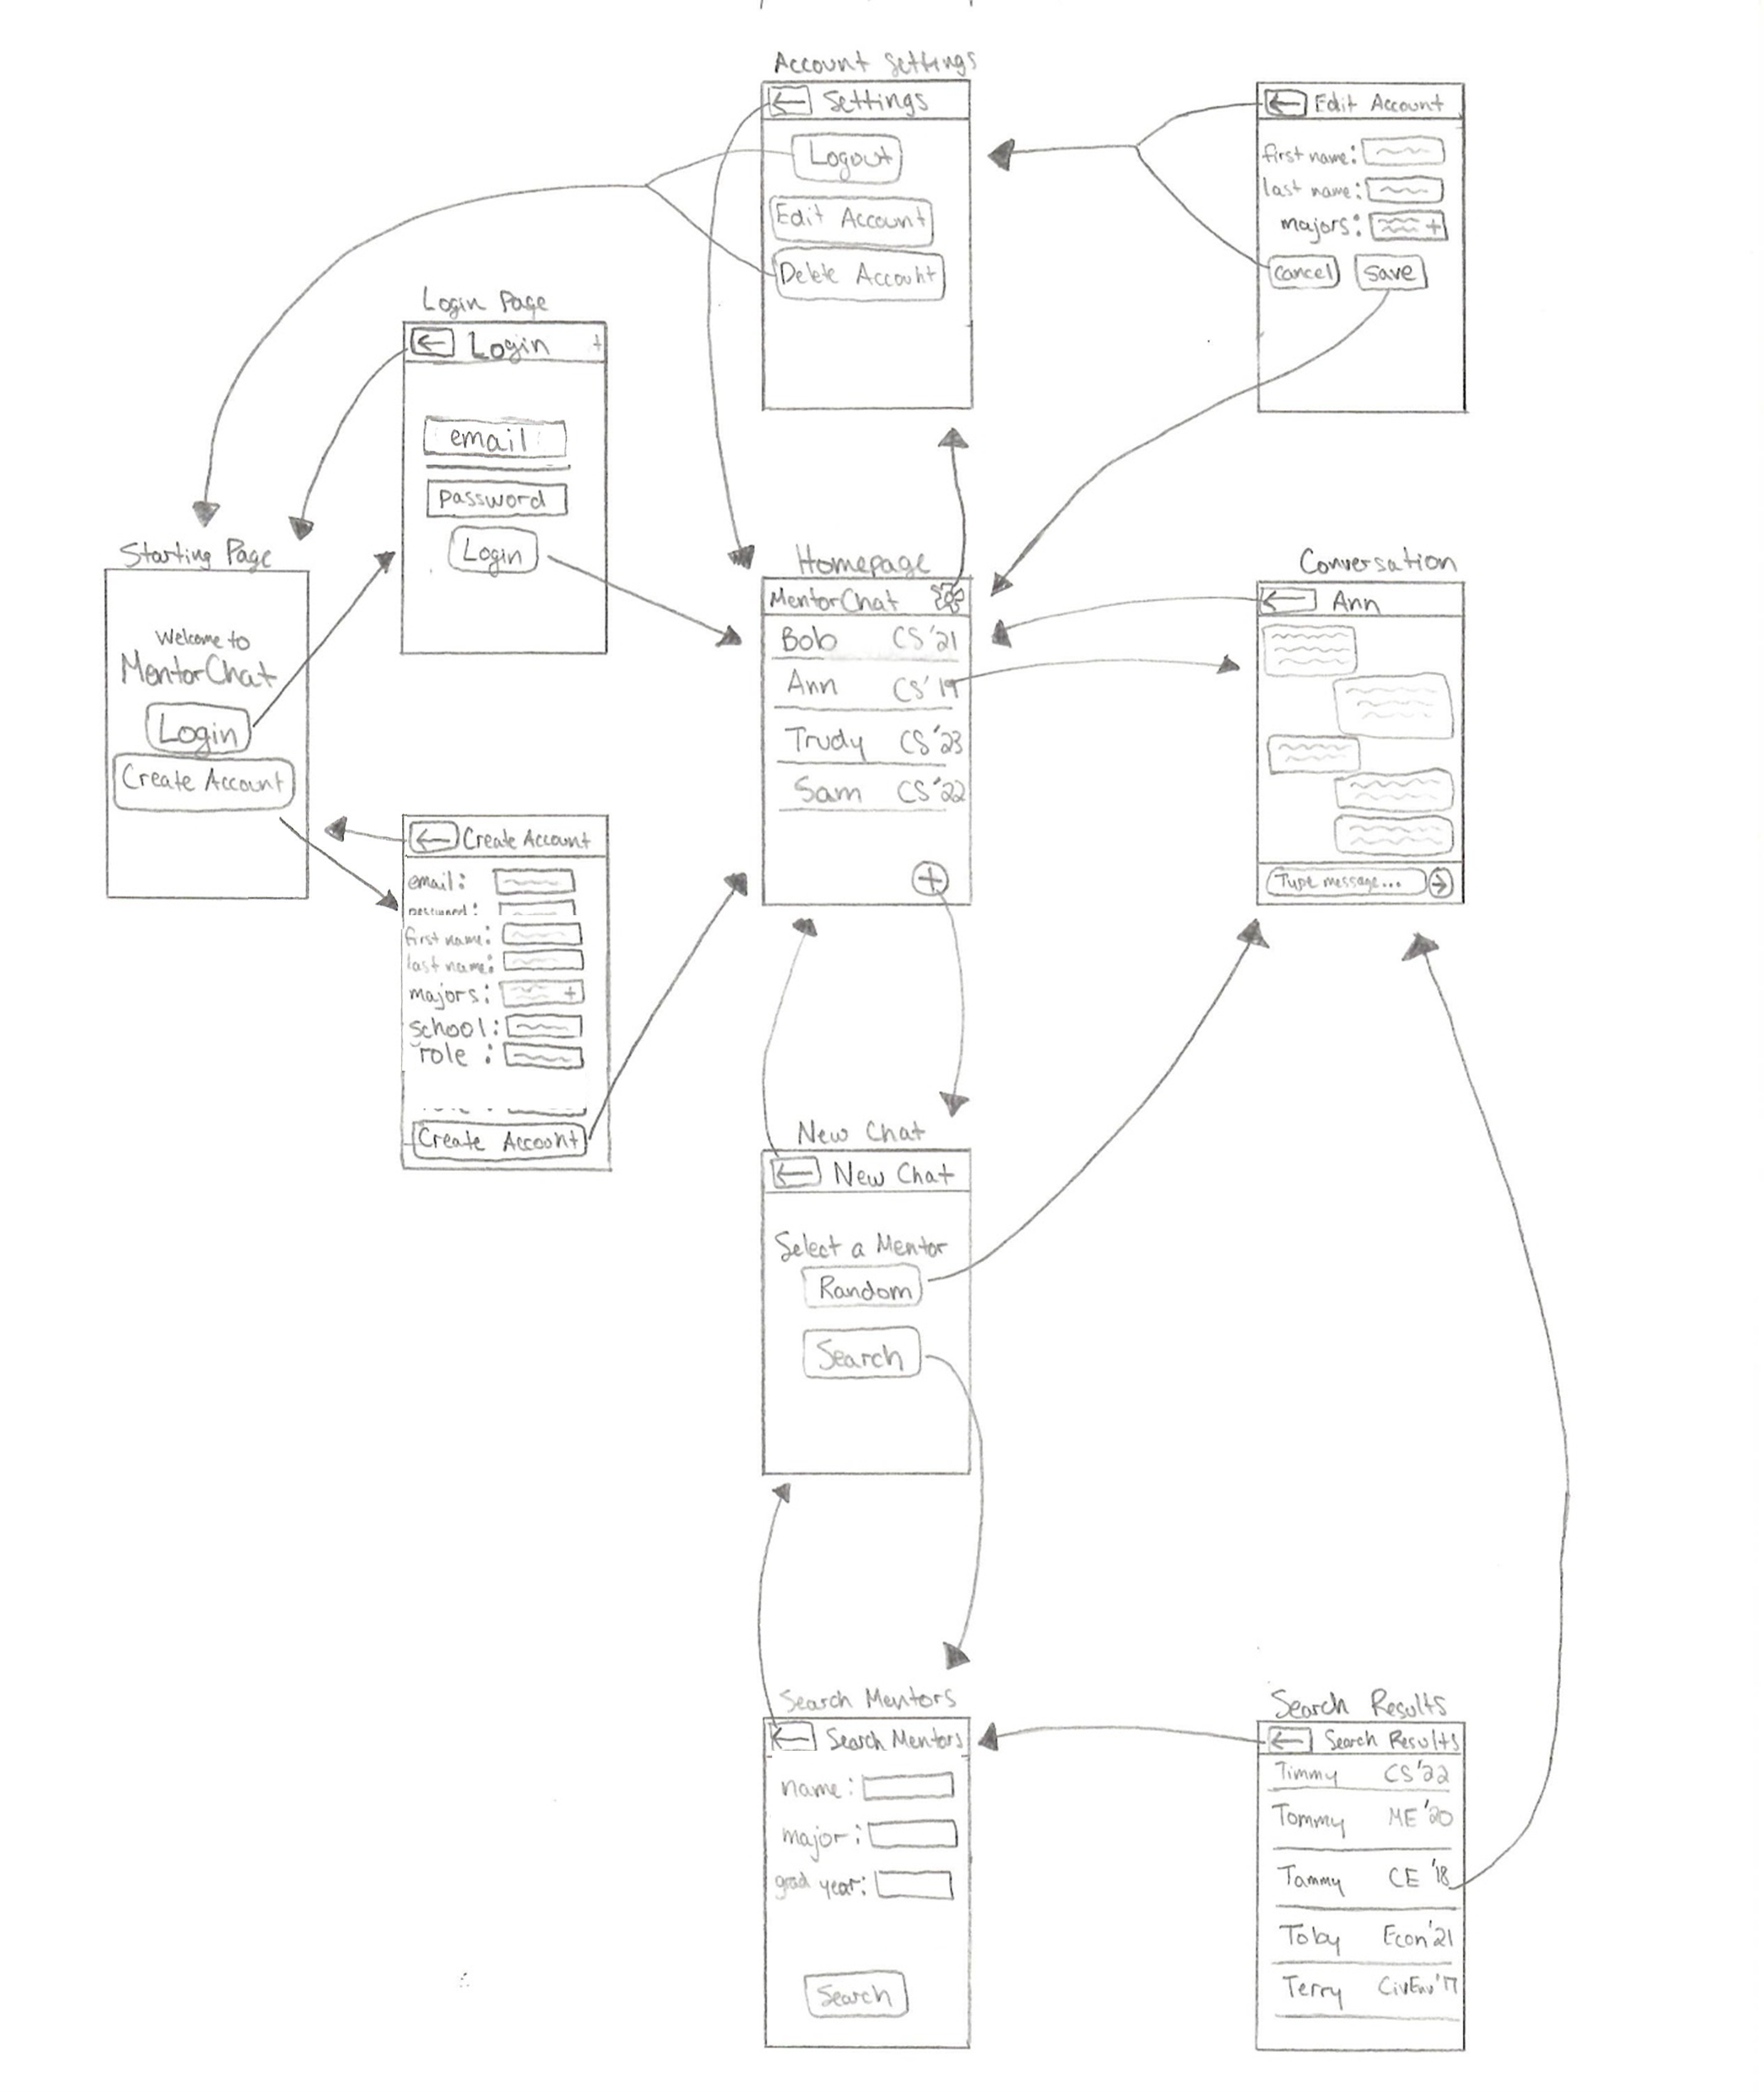 Account Settings
← Settings
Logout
Edit Account
Delete Account
← Edit Account
first name:
last name:
majors: +
cancel save
Login Page
← Login
email
password
Login
Starting Page
Welcome to
MentorChat
Login
Create Account
← Create Account
email:
password:
first name:
last name:
majors: +
school:
role :
Create Account
Homepage
MentorChat
Bob CS '21
Ann CS '19
Trudy CS '23
Sam CS '22
+
Conversation
← Ann
Type message... →
New Chat
← New Chat
Select a Mentor
Random
Search
Search Mentors
← Search Mentors
name:
major:
grad year:
Search
Search Results
← Search Results
Timmy CS '22
Tommy ME '20
Tammy CE '18
Toby Econ '21
Terry CivEnv '17